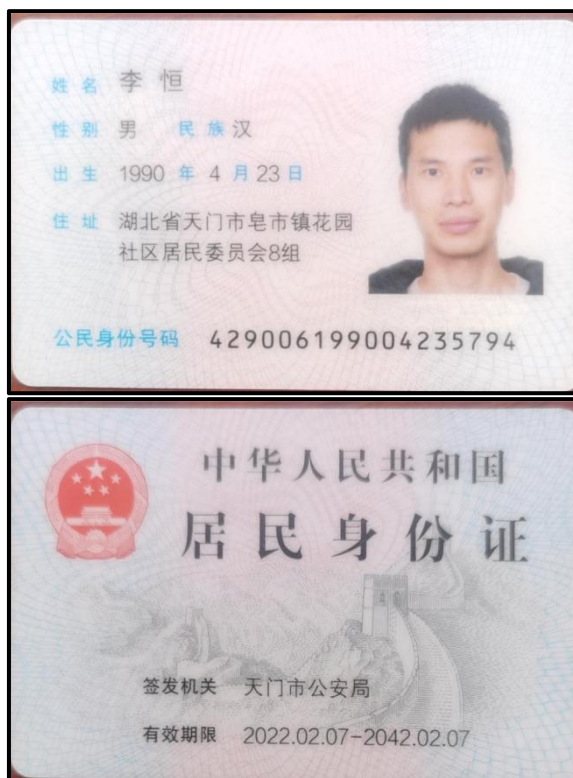 姓名 李恒
性别 男 民族 汉
出生 1990 年 4 月 23 日
住址 湖北省天门市皂市镇花园
社区居民委员会8组
公民身份号码 429006199004235794
中华人民共和国
居民身份证
签发机关 天门市公安局
有效期限 2022.02.07-2042.02.07